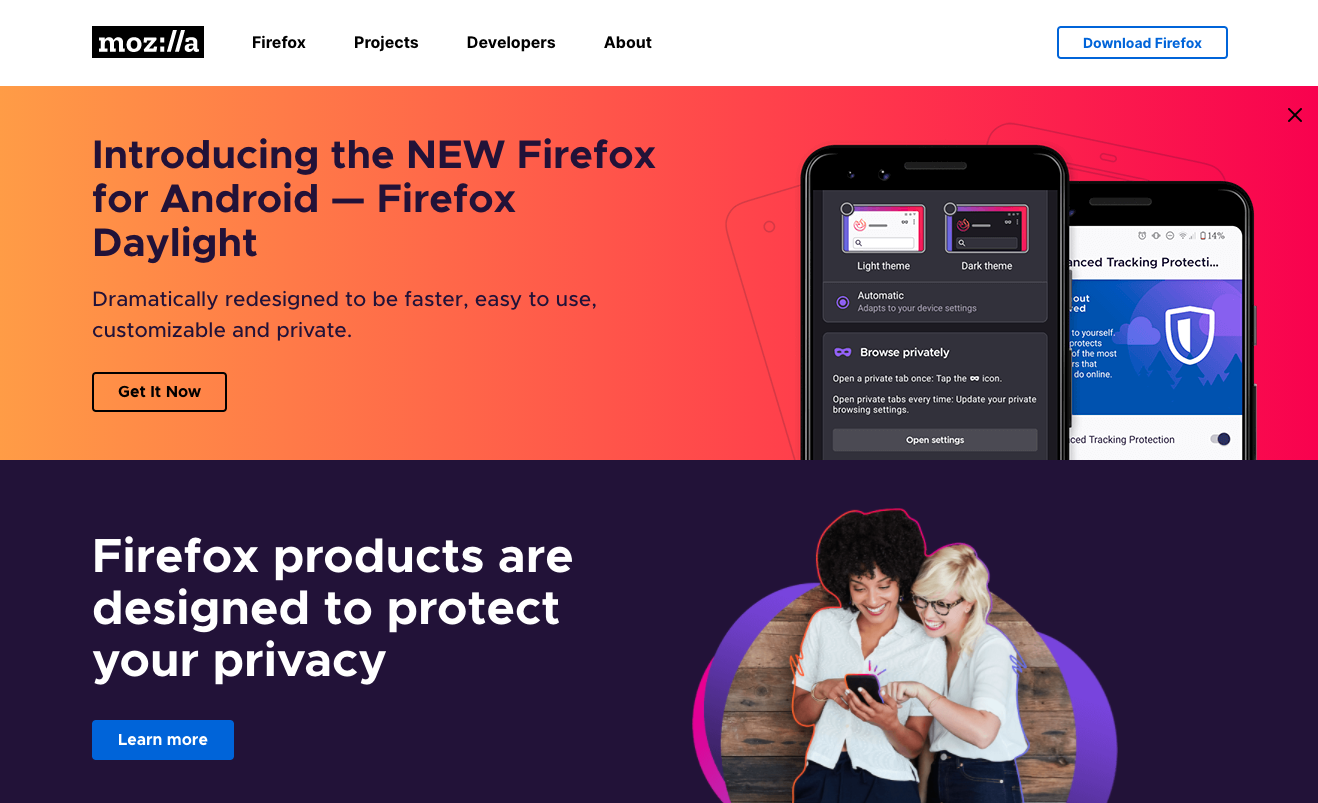 moz://a
Firefox
Projects
Developers
About
Download Firefox
Introducing the NEW Firefox
for Android — Firefox
Daylight
Dramatically redesigned to be faster, easy to use,
customizable and private.
Get It Now
Light theme
Dark theme
Automatic
Adapts to your device settings
Browse privately
Open a private tab once: Tap the icon.
Open private tabs every time: Update your private
browsing settings.
Open settings
14%
anced Tracking Protecti...
out
ed
to yourself.
protects
of the most
rs that
do online.
ced Tracking Protection
Firefox products are
designed to protect
your privacy
Learn more